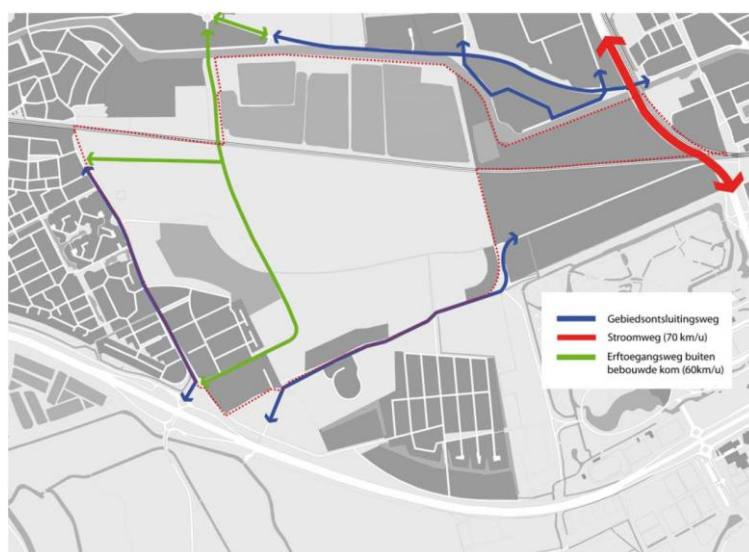 Gebiedsontsluitingsweg
Stroomweg (70 km/u)
Erftoegangsweg buiten
bebouwde kom (60km/u)